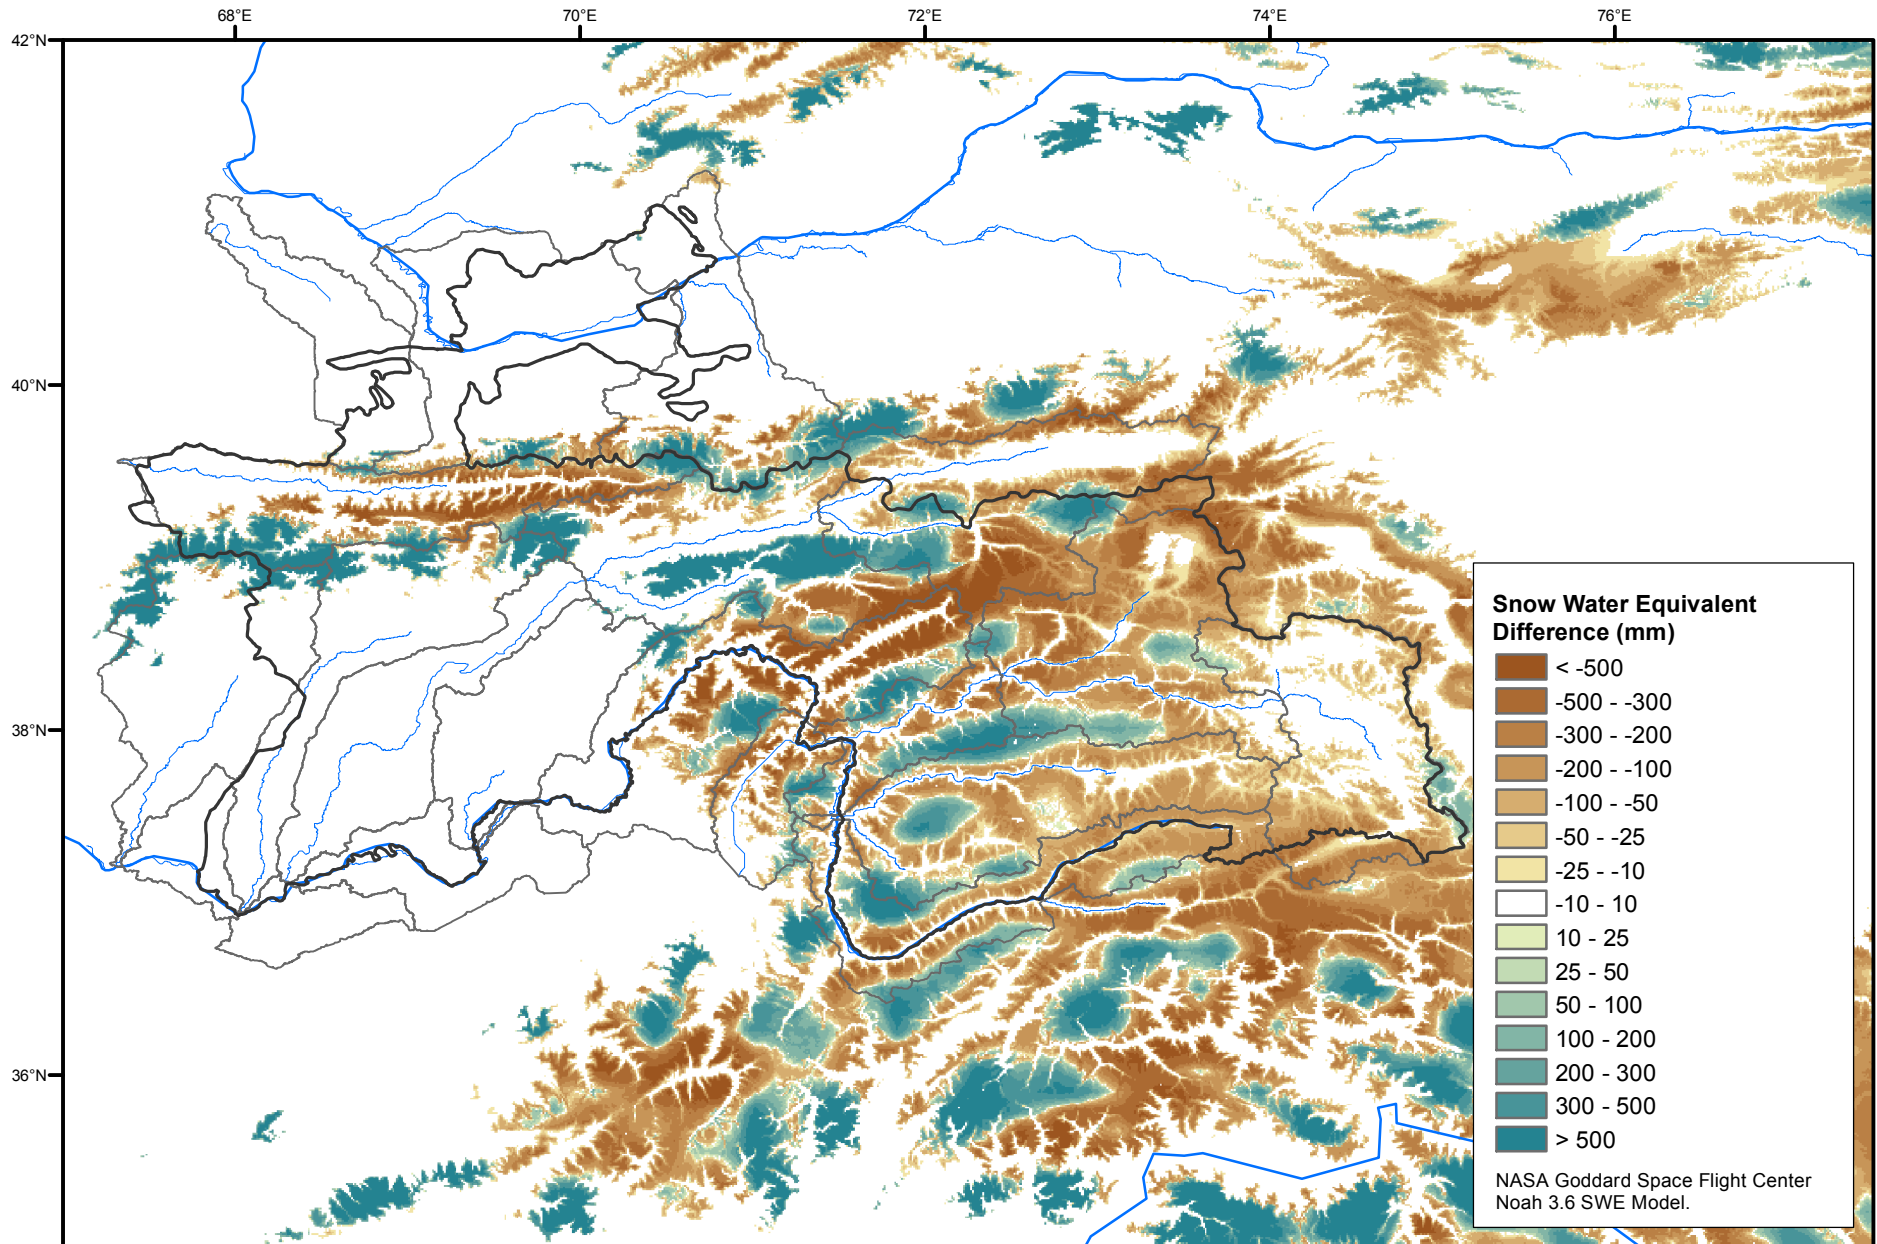 68°E
70°E
72°E
74°E
76°E
42°N
40°N
38°N
36°N
Snow Water Equivalent
Difference (mm)
< -500
-500 - -300
-300 - -200
-200 - -100
-100 - -50
-50 - -25
-25 - -10
-10 - 10
10 - 25
25 - 50
50 - 100
100 - 200
200 - 300
300 - 500
> 500
NASA Goddard Space Flight Center
Noah 3.6 SWE Model.